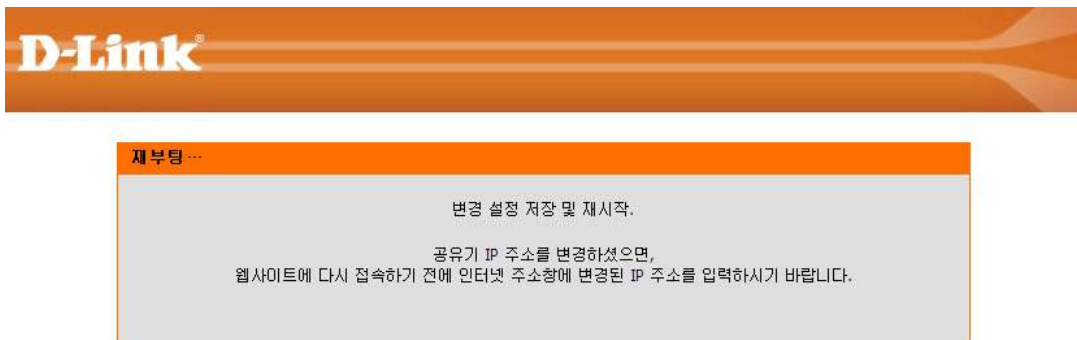 D-Link®
재부팅…
변경 설정 저장 및 재시작.
공유기 IP 주소를 변경하셨으면,
웹사이트에 다시 접속하기 전에 인터넷 주소창에 변경된 IP 주소를 입력하시기 바랍니다.